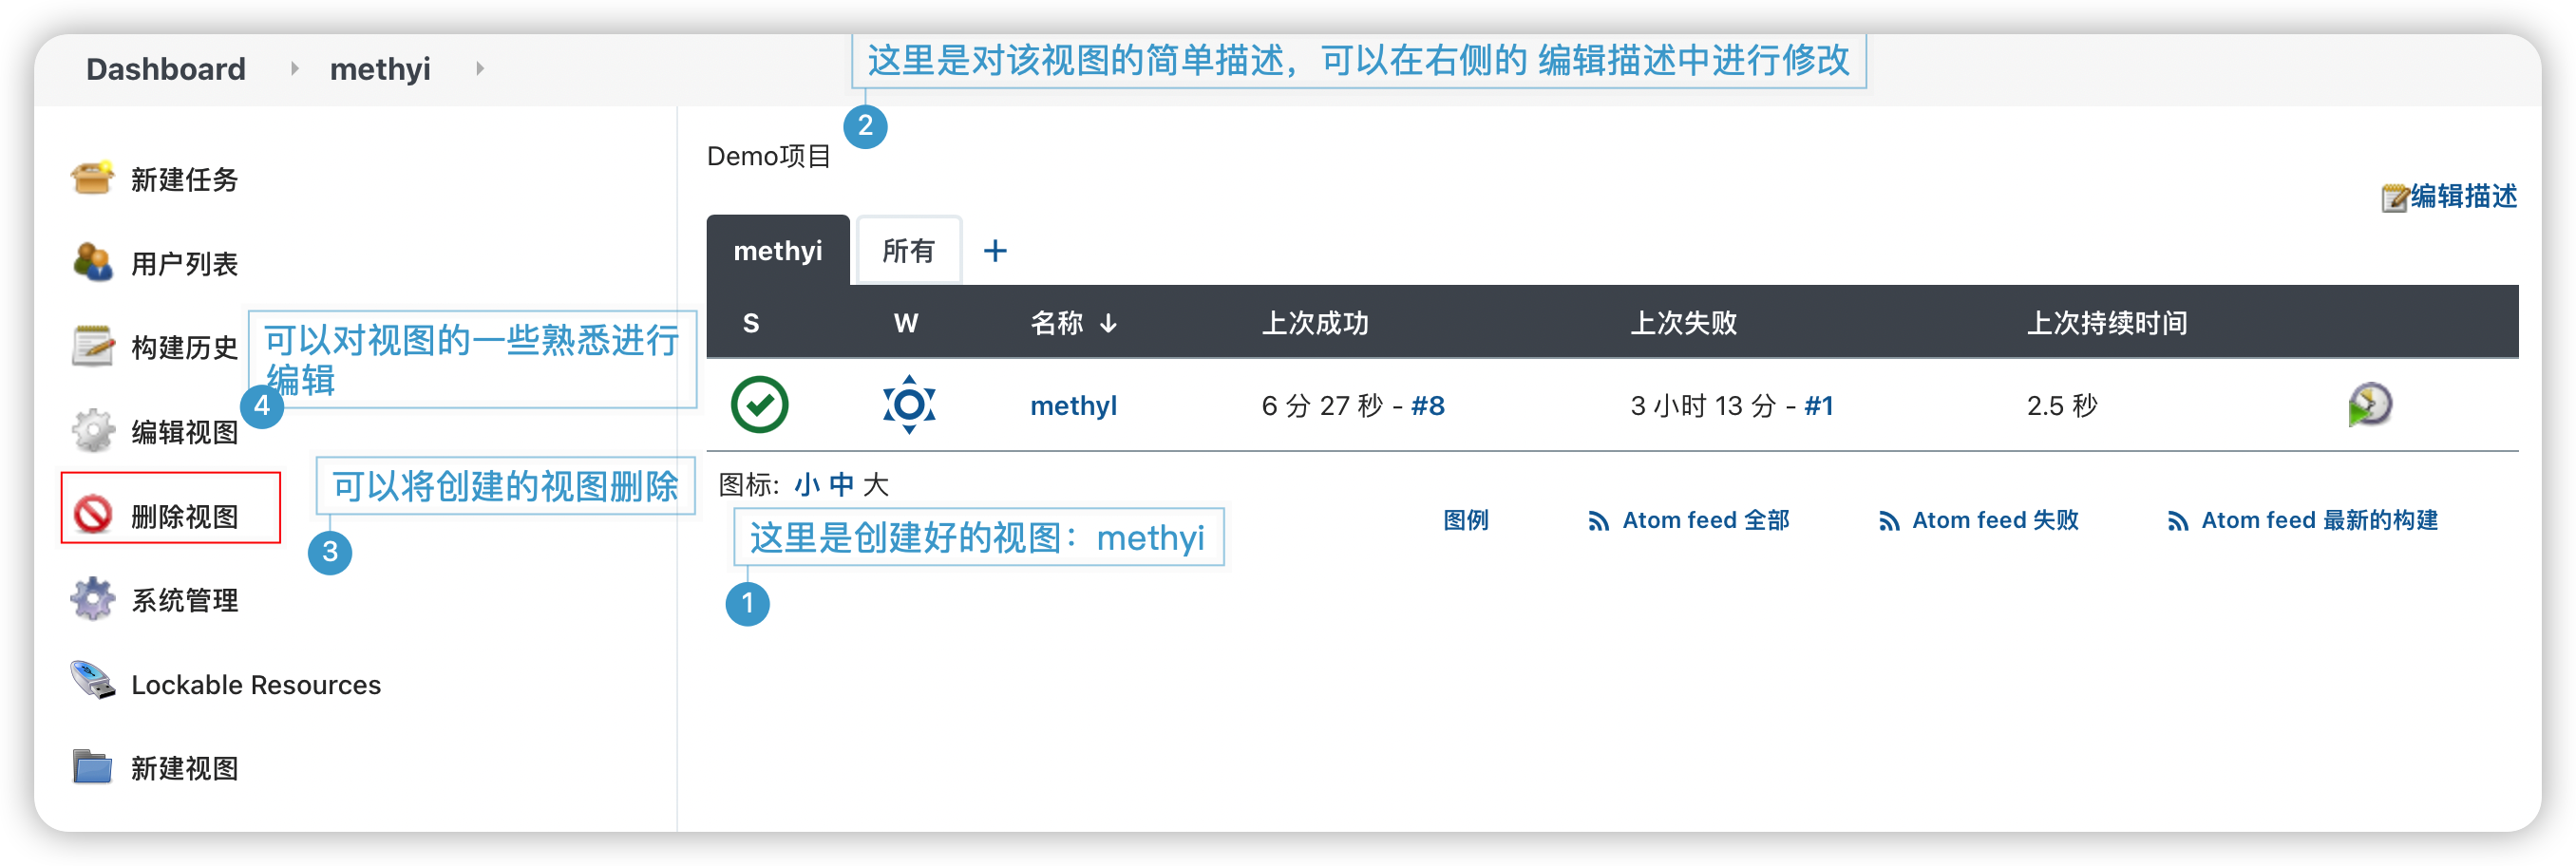 Dashboard methyi
这里是对该视图的简单描述，可以在右侧的 编辑描述中进行修改
2
Demo项目
编辑描述
新建任务
用户列表
构建历史
可以对视图的一些熟悉进行
编辑
4
编辑视图
可以将创建的视图删除
3
删除视图
系统管理
Lockable Resources
新建视图
methyi 所有 +
S W 名称 ↓ 上次成功 上次失败 上次持续时间
methyl 6 分 27 秒 - #8 3 小时 13 分 - #1 2.5 秒
图标: 小 中 大
这里是创建好的视图：methyi
1
图例 Atom feed 全部 Atom feed 失败 Atom feed 最新的构建